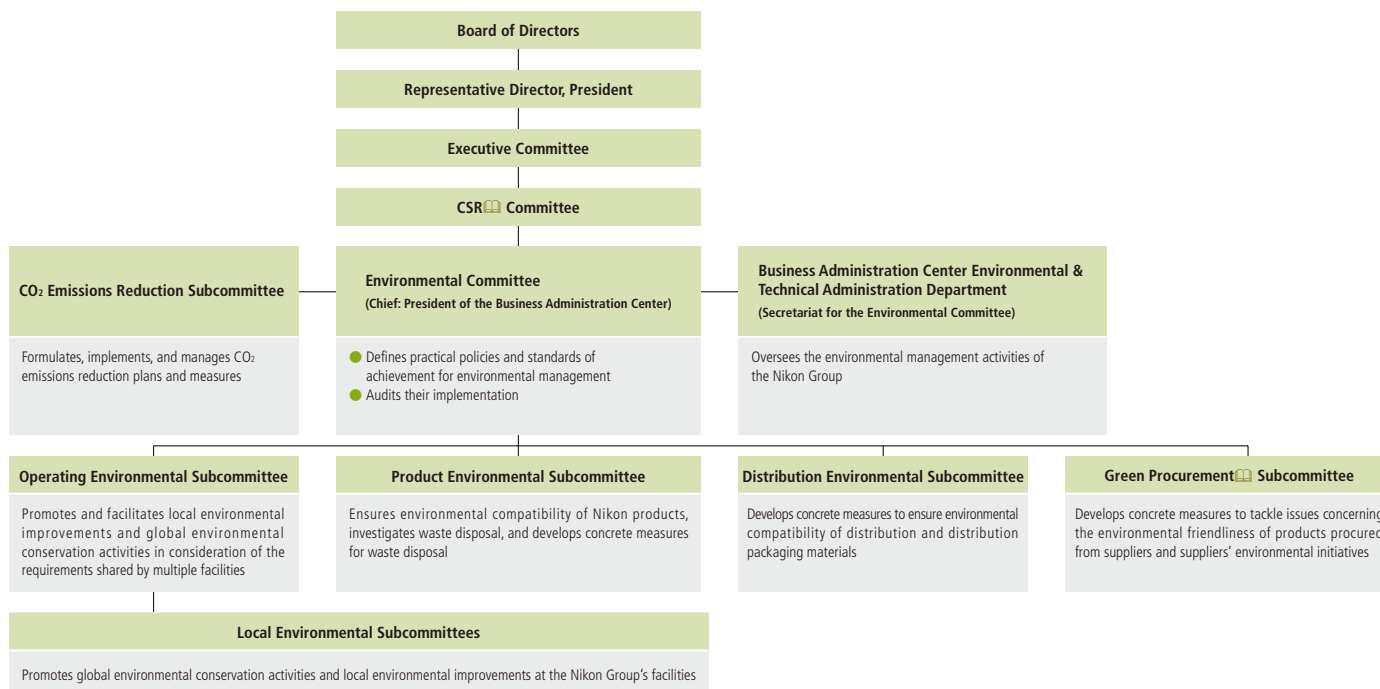 Board of Directors
Representative Director, President
Executive Committee
CSR Committee
CO₂ Emissions Reduction Subcommittee
Formulates, implements, and manages CO₂
emissions reduction plans and measures
Environmental Committee
(Chief: President of the Business Administration Center)
Defines practical policies and standards of
achievement for environmental management
Audits their implementation
Business Administration Center Environmental &
Technical Administration Department
(Secretariat for the Environmental Committee)
Oversees the environmental management activities of
the Nikon Group
Operating Environmental Subcommittee
Promotes and facilitates local environmental
improvements and global environmental
conservation activities in consideration of the
requirements shared by multiple facilities
Product Environmental Subcommittee
Ensures environmental compatibility of Nikon products,
investigates waste disposal, and develops concrete measures
for waste disposal
Distribution Environmental Subcommittee
Develops concrete measures to ensure environmental
compatibility of distribution and distribution
packaging materials
Green Procurement Subcommittee
Develops concrete measures to tackle issues concerning
the environmental friendliness of products procured
from suppliers and suppliers’ environmental initiatives
Local Environmental Subcommittees
Promotes global environmental conservation activities and local environmental improvements at the Nikon Group’s facilities